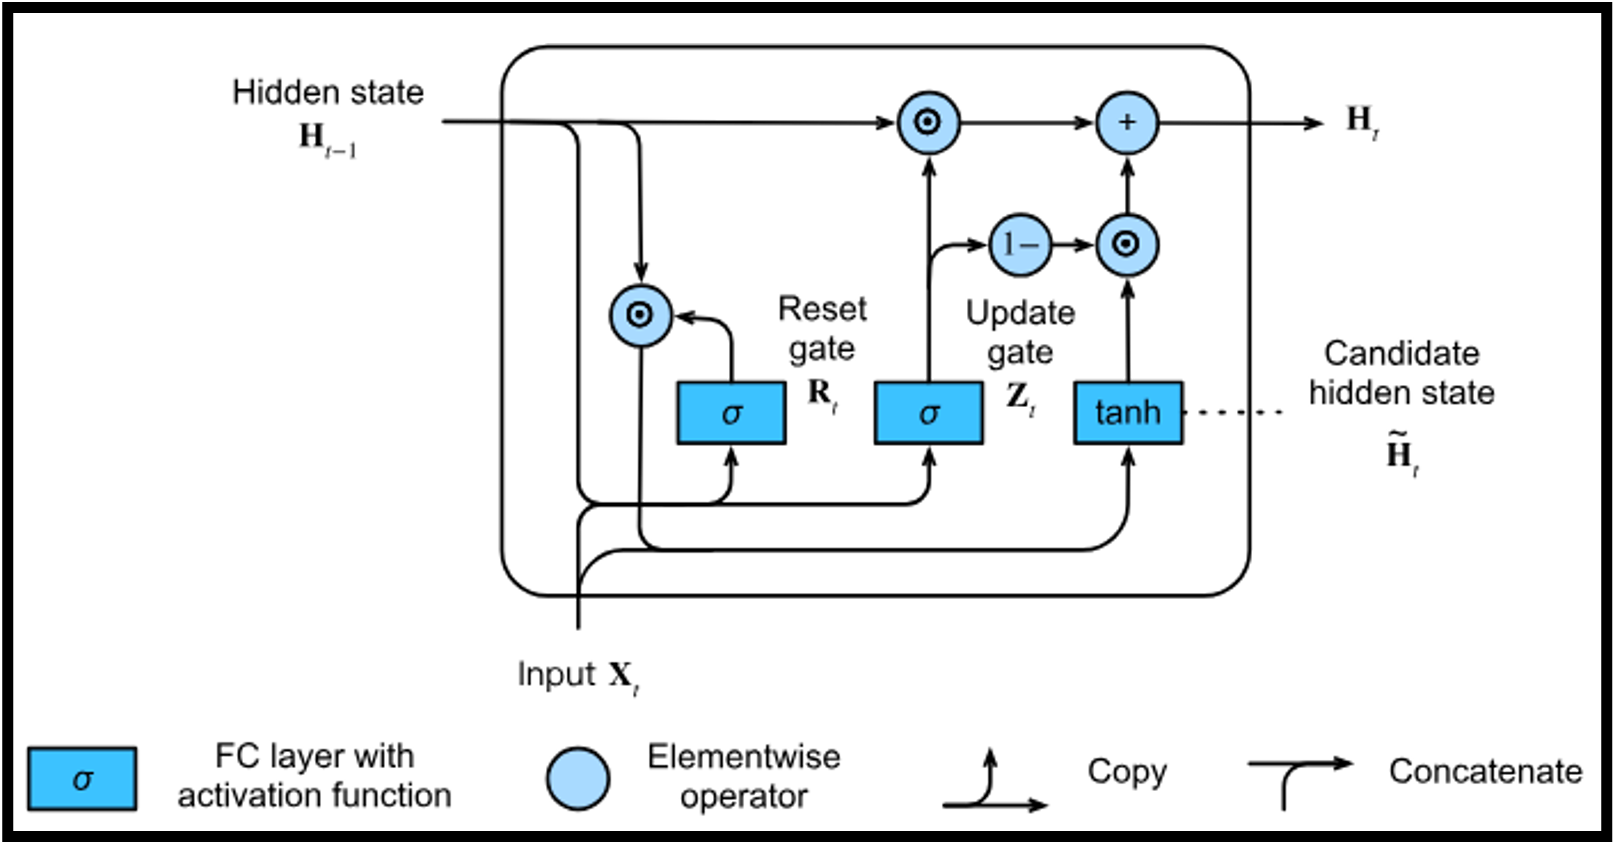 Hidden state
H_{t-1}
⊙
+
H_t
1−
⊙
⊙
Reset
gate
R_t
Update
gate
Z_t
Candidate
hidden state
H̃_t
σ
σ
tanh
Input X_t
σ
FC layer with
activation function
Elementwise
operator
Copy
Concatenate